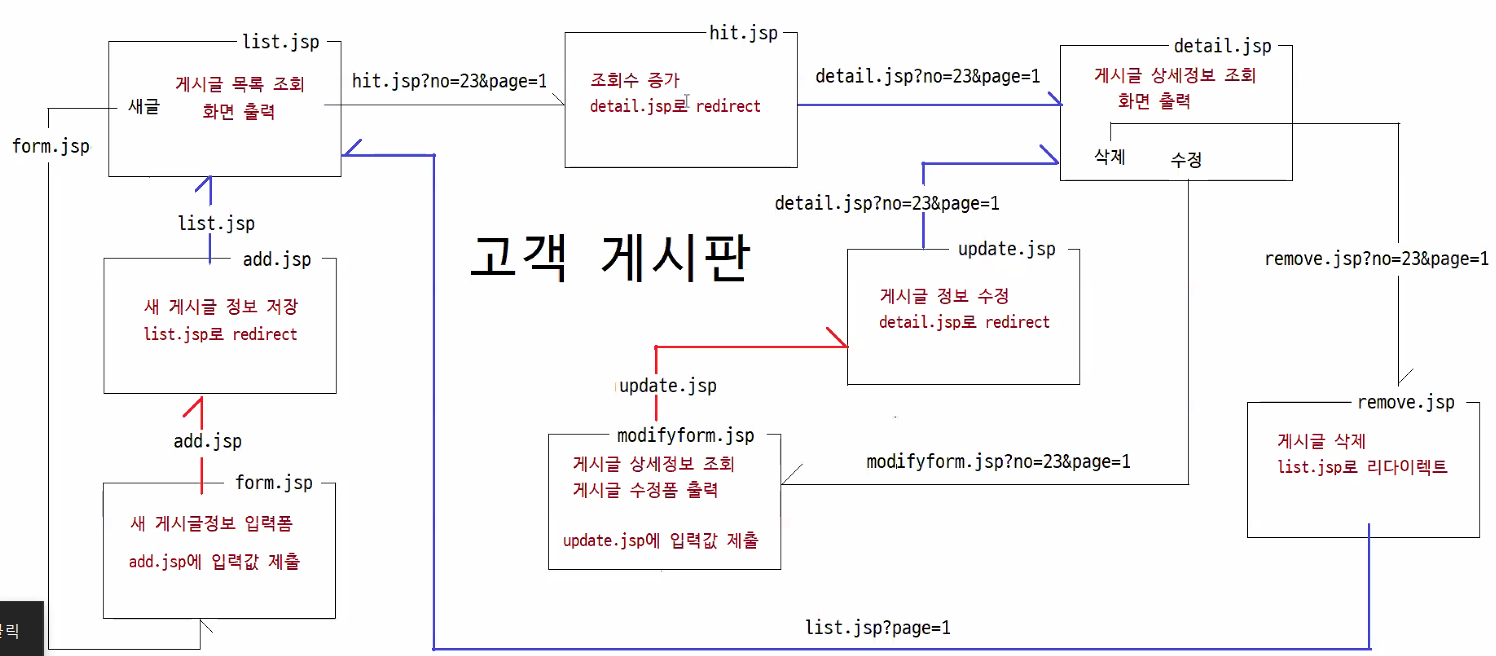 list.jsp
게시글 목록 조회
화면 출력
새글
form.jsp
hit.jsp?no=23&page=1
hit.jsp
조회수 증가
detail.jsp로 redirect
detail.jsp?no=23&page=1
detail.jsp
게시글 상세정보 조회
화면 출력
삭제
수정
list.jsp
add.jsp
새 게시글 정보 저장
list.jsp로 redirect
고객 게시판
detail.jsp?no=23&page=1
update.jsp
게시글 정보 수정
detail.jsp로 redirect
remove.jsp?no=23&page=1
update.jsp
add.jsp
modifyform.jsp
게시글 상세정보 조회
게시글 수정폼 출력
update.jsp에 입력값 제출
modifyform.jsp?no=23&page=1
remove.jsp
게시글 삭제
list.jsp로 리다이렉트
form.jsp
새 게시글정보 입력폼
add.jsp에 입력값 제출
list.jsp?page=1